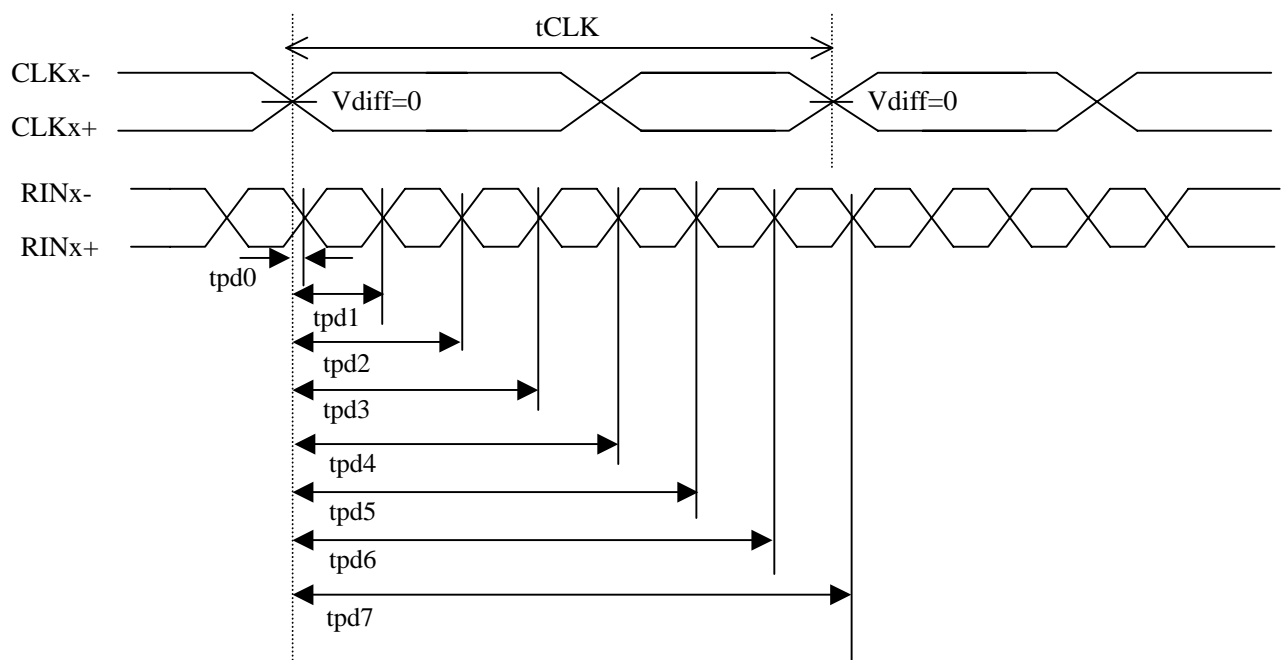 tCLK
CLKx-
Vdiff=0
Vdiff=0
CLKx+
RINx-
RINx+
tpd0
tpd1
tpd2
tpd3
tpd4
tpd5
tpd6
tpd7